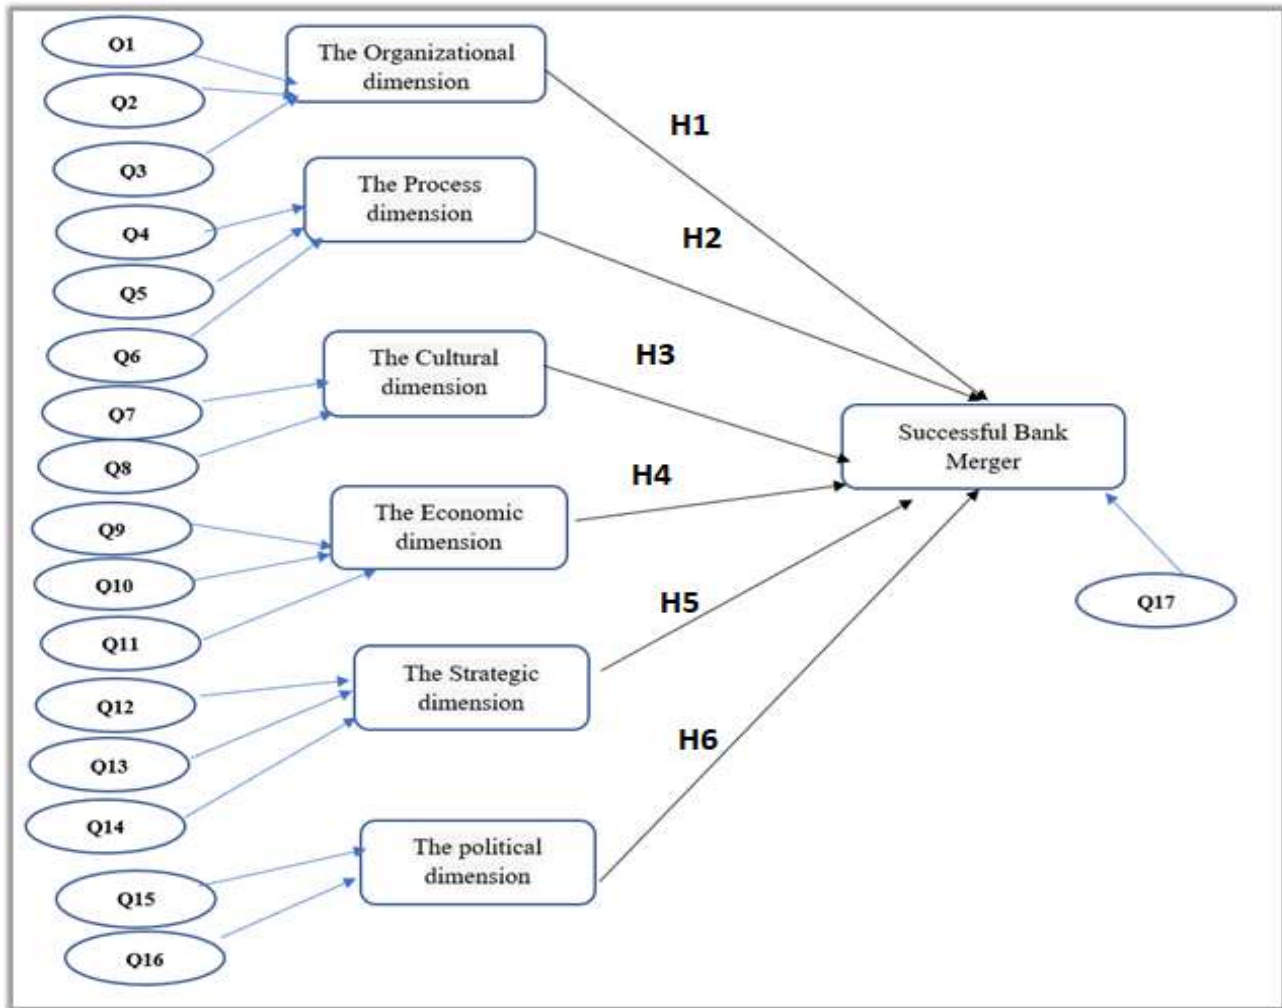 Q1
Q2
Q3
Q4
Q5
Q6
Q7
Q8
Q9
Q10
Q11
Q12
Q13
Q14
Q15
Q16
The Organizational
dimension
The Process
dimension
The Cultural
dimension
The Economic
dimension
The Strategic
dimension
The political
dimension
H1
H2
H3
H4
H5
H6
Successful Bank
Merger
Q17